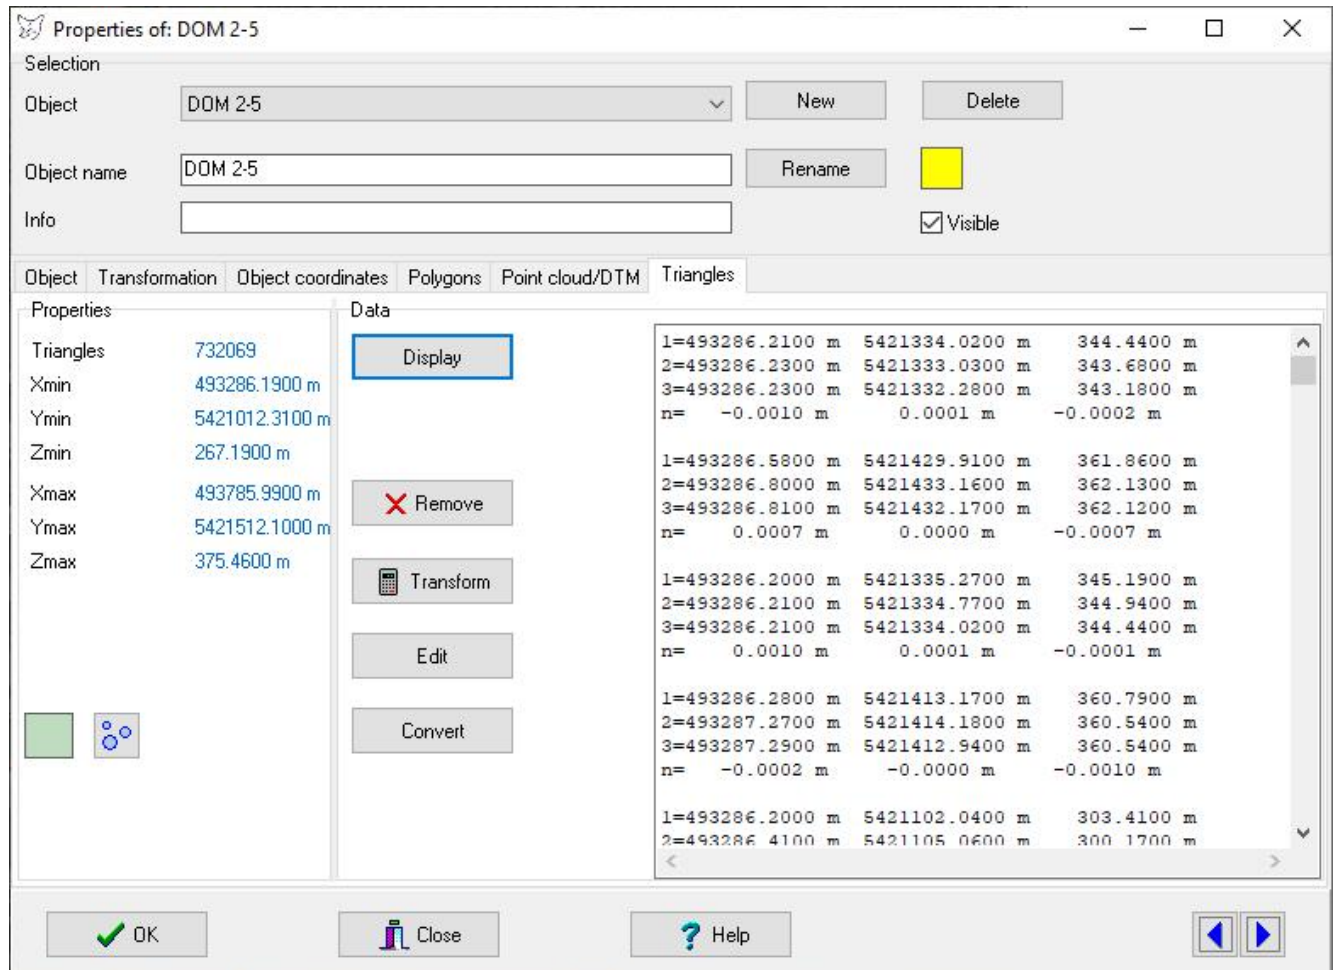 Properties of: DOM 2-5
Selection
Object DOM 2-5 New Delete
Object name DOM 2-5 Rename
Info Visible
Object Transformation Object coordinates Polygons Point cloud/DTM Triangles
Properties
Triangles 732069
Xmin 493286.1900 m
Ymin 5421012.3100 m
Zmin 267.1900 m
Xmax 493785.9900 m
Ymax 5421512.1000 m
Zmax 375.4600 m
Data
Display
Remove
Transform
Edit
Convert
1=493286.2100 m 5421334.0200 m 344.4400 m
2=493286.2300 m 5421333.0300 m 343.6800 m
3=493286.2300 m 5421332.2800 m 343.1800 m
n= -0.0010 m 0.0001 m -0.0002 m
1=493286.5800 m 5421429.9100 m 361.8600 m
2=493286.8000 m 5421433.1600 m 362.1300 m
3=493286.8100 m 5421432.1700 m 362.1200 m
n= 0.0007 m 0.0000 m -0.0007 m
1=493286.2000 m 5421335.2700 m 345.1900 m
2=493286.2100 m 5421334.7700 m 344.9400 m
3=493286.2100 m 5421334.0200 m 344.4400 m
n= 0.0010 m 0.0001 m -0.0001 m
1=493286.2800 m 5421413.1700 m 360.7900 m
2=493287.2700 m 5421414.1800 m 360.5400 m
3=493287.2900 m 5421412.9400 m 360.5400 m
n= -0.0002 m -0.0000 m -0.0010 m
1=493286.2000 m 5421102.0400 m 303.4100 m
2=493286.4100 m 5421105.0600 m 300.1700 m
OK Close Help